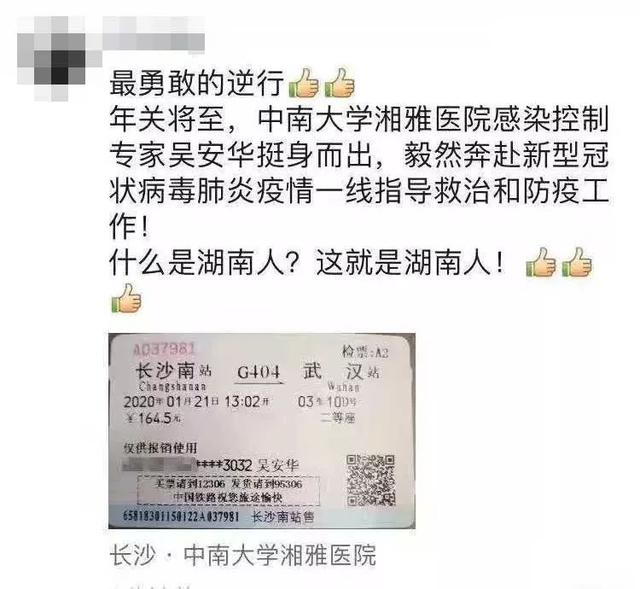 最勇敢的逆行👍👍
年关将至，中南大学湘雅医院感染控制
专家吴安华挺身而出，毅然奔赴新型冠
状病毒肺炎疫情一线指导救治和防疫工
作！
什么是湖南人？这就是湖南人！👍👍
👍
A037981 检票:A2
长沙南站 G404 武汉站
Changshanan Wuhan
2020年01月21日13:02开 03车10D号
￥164.5元 二等座
仅供报销使用
****3032 吴安华
买票请到12306 发货请到95306
中国铁路祝您旅途愉快
65818301150122A037981 长沙南站售
长沙·中南大学湘雅医院